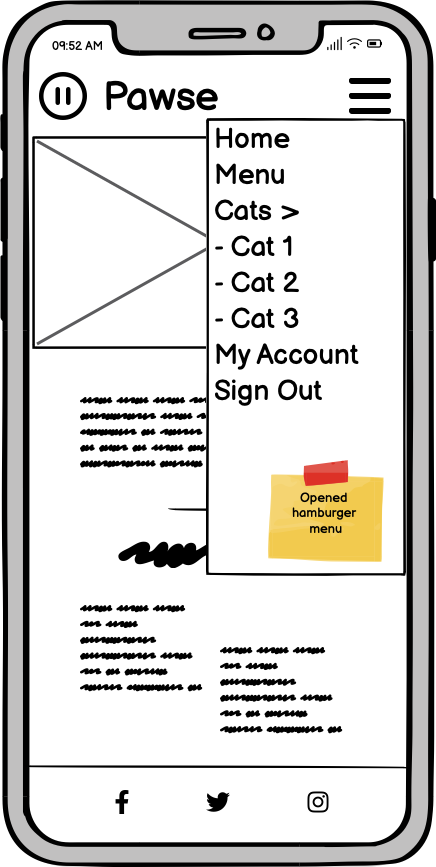 09:52 AM
Pawse
Home
Menu
Cats >
- Cat 1
- Cat 2
- Cat 3
My Account
Sign Out
Opened
hamburger
menu